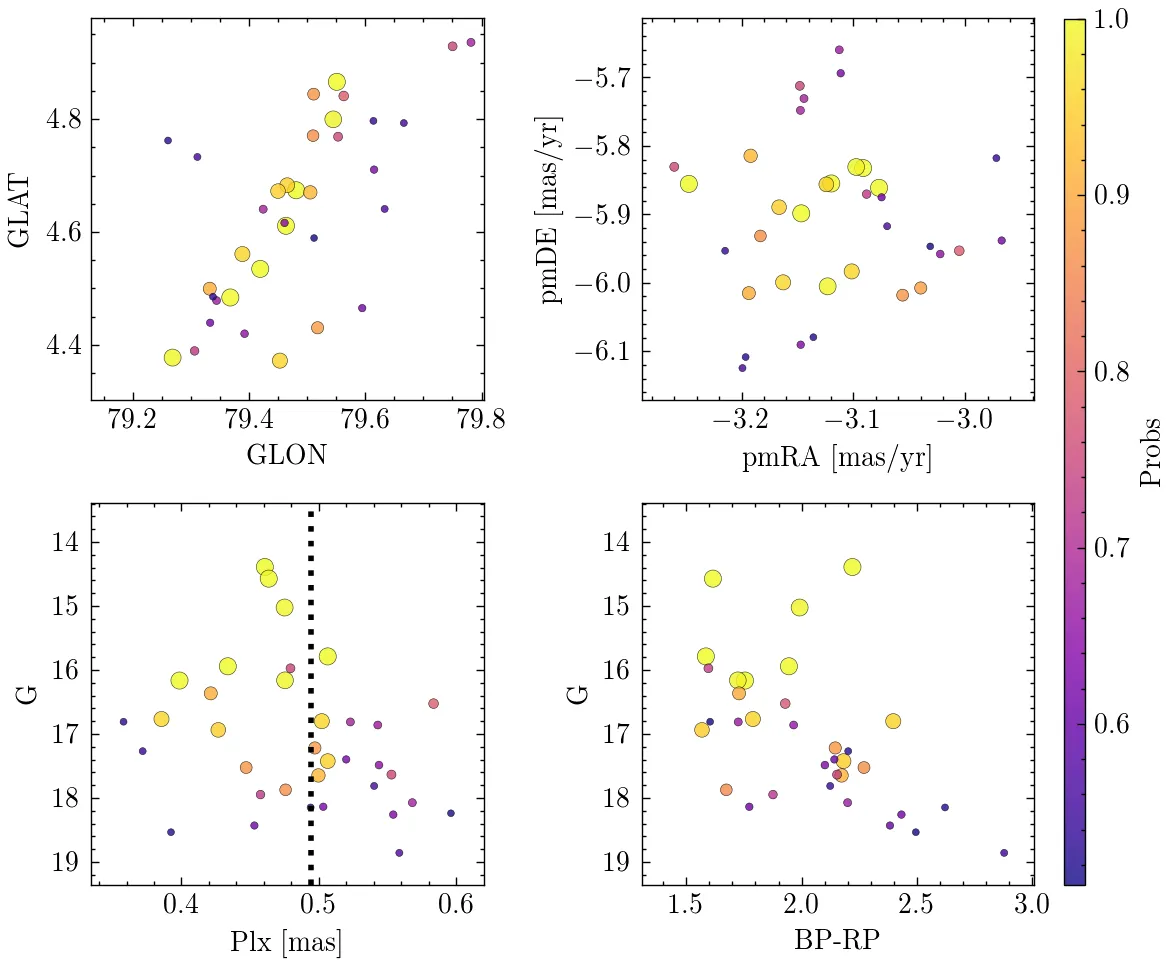 4.8
4.6
4.4
GLAT
79.2 79.4 79.6 79.8
GLON
−5.7
−5.8
−5.9
−6.0
−6.1
pmDE [mas/yr]
−3.2 −3.1 −3.0
pmRA [mas/yr]
14
15
16
17
18
19
G
0.4 0.5 0.6
Plx [mas]
14
15
16
17
18
19
G
1.5 2.0 2.5 3.0
BP-RP
1.0
0.9
0.8
0.7
0.6
Probs